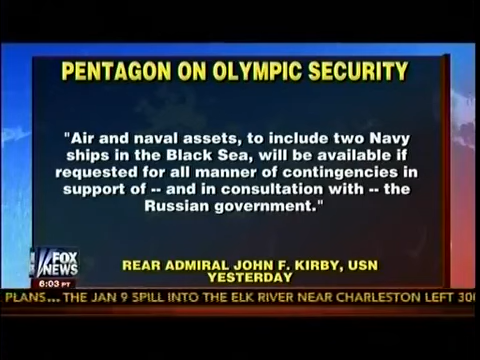 PENTAGON ON OLYMPIC SECURITY
"Air and naval assets, to include two Navy
ships in the Black Sea, will be available if
requested for all manner of contingencies in
support of -- and in consultation with -- the
Russian government."
REAR ADMIRAL JOHN F. KIRBY, USN
YESTERDAY
FOX
NEWS
6:03 PT
PLANS... THE JAN 9 SPILL INTO THE ELK RIVER NEAR CHARLESTON LEFT 300